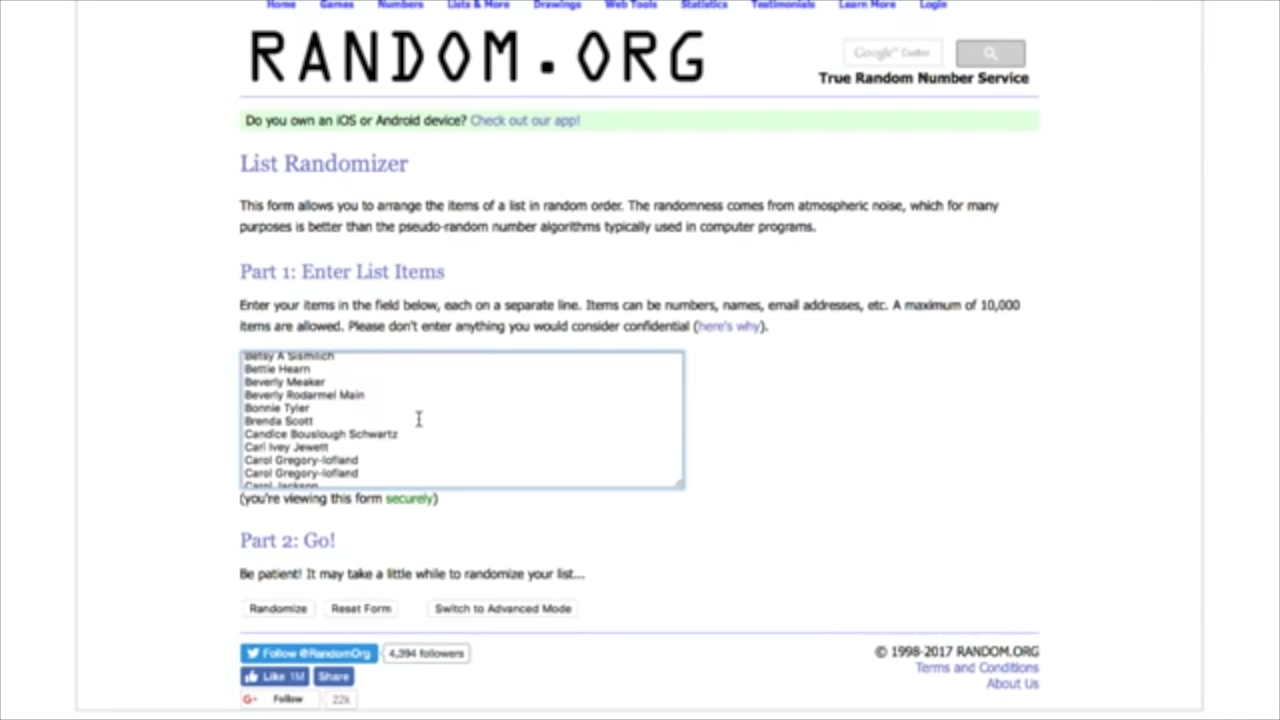 Home Games Numbers Lists & More Drawings Web Tools Statistics Testimonials Learn More Login
RANDOM.ORG
Google™ Custom
True Random Number Service
Do you own an iOS or Android device? Check out our app!
List Randomizer
This form allows you to arrange the items of a list in random order. The randomness comes from atmospheric noise, which for many
purposes is better than the pseudo-random number algorithms typically used in computer programs.
Part 1: Enter List Items
Enter your items in the field below, each on a separate line. Items can be numbers, names, email addresses, etc. A maximum of 10,000
items are allowed. Please don't enter anything you would consider confidential (here's why).
Betsy A
Bettie Hearn
Beverly Meaker
Beverly Rodarmel Main
Bonnie Tyler
Brenda Scott
Candice Bouslough Schwartz
Carl Ivey Jewett
Carol Gregory-lofland
Carol Gregory-lofland
Carol Jackson
(you're viewing this form securely)
Part 2: Go!
Be patient! It may take a little while to randomize your list...
Randomize Reset Form Switch to Advanced Mode
Follow @RandomOrg 4,394 followers
Like 1M Share
G+ Follow 22k
© 1998-2017 RANDOM.ORG
Terms and Conditions
About Us